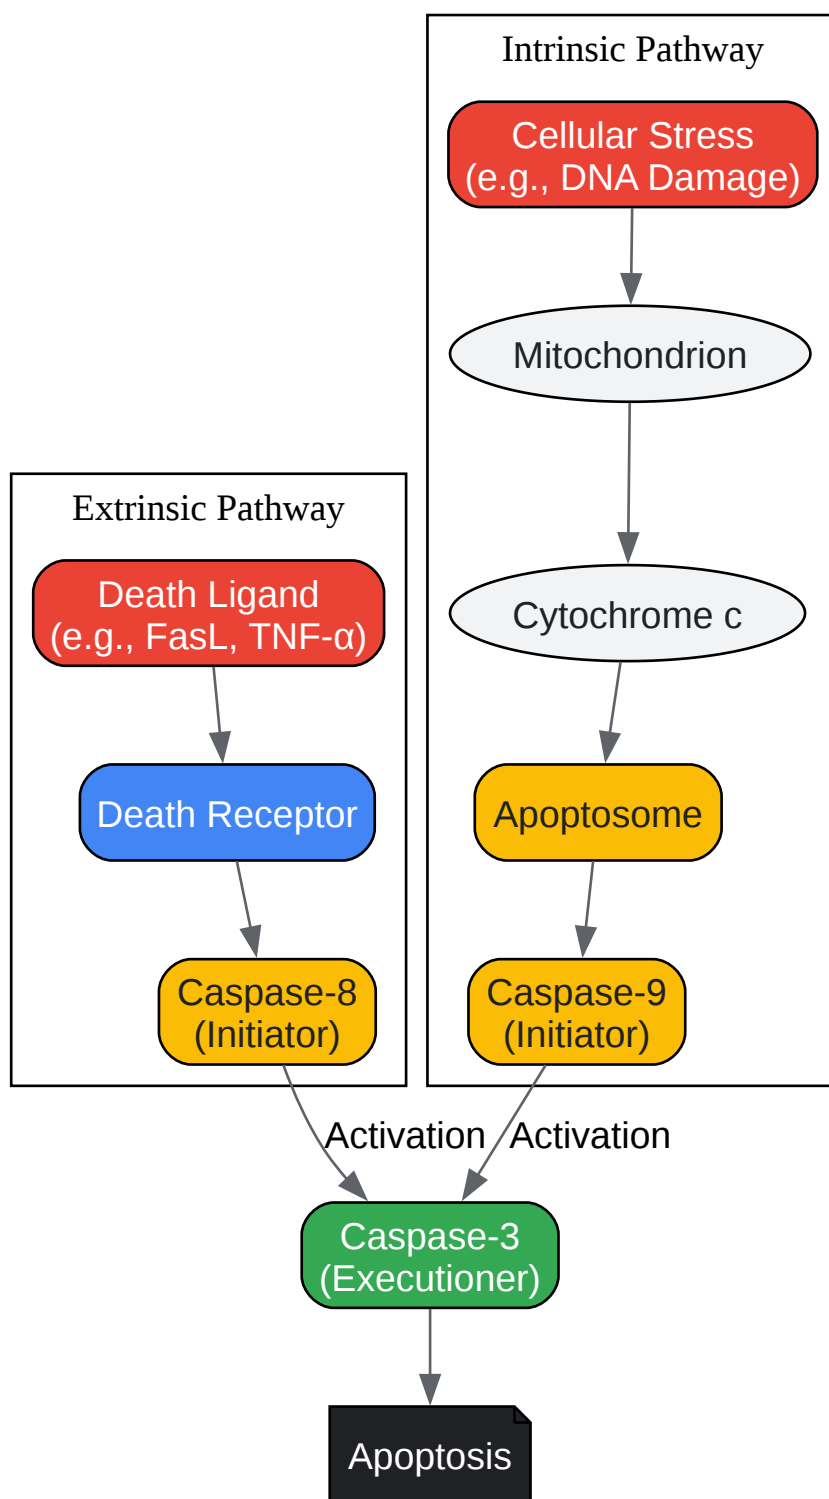 Intrinsic Pathway
Cellular Stress
(e.g., DNA Damage)
Mitochondrion
Cytochrome c
Apoptosome
Caspase-9
(Initiator)
Extrinsic Pathway
Death Ligand
(e.g., FasL, TNF-α)
Death Receptor
Caspase-8
(Initiator)
Activation
Activation
Caspase-3
(Executioner)
Apoptosis